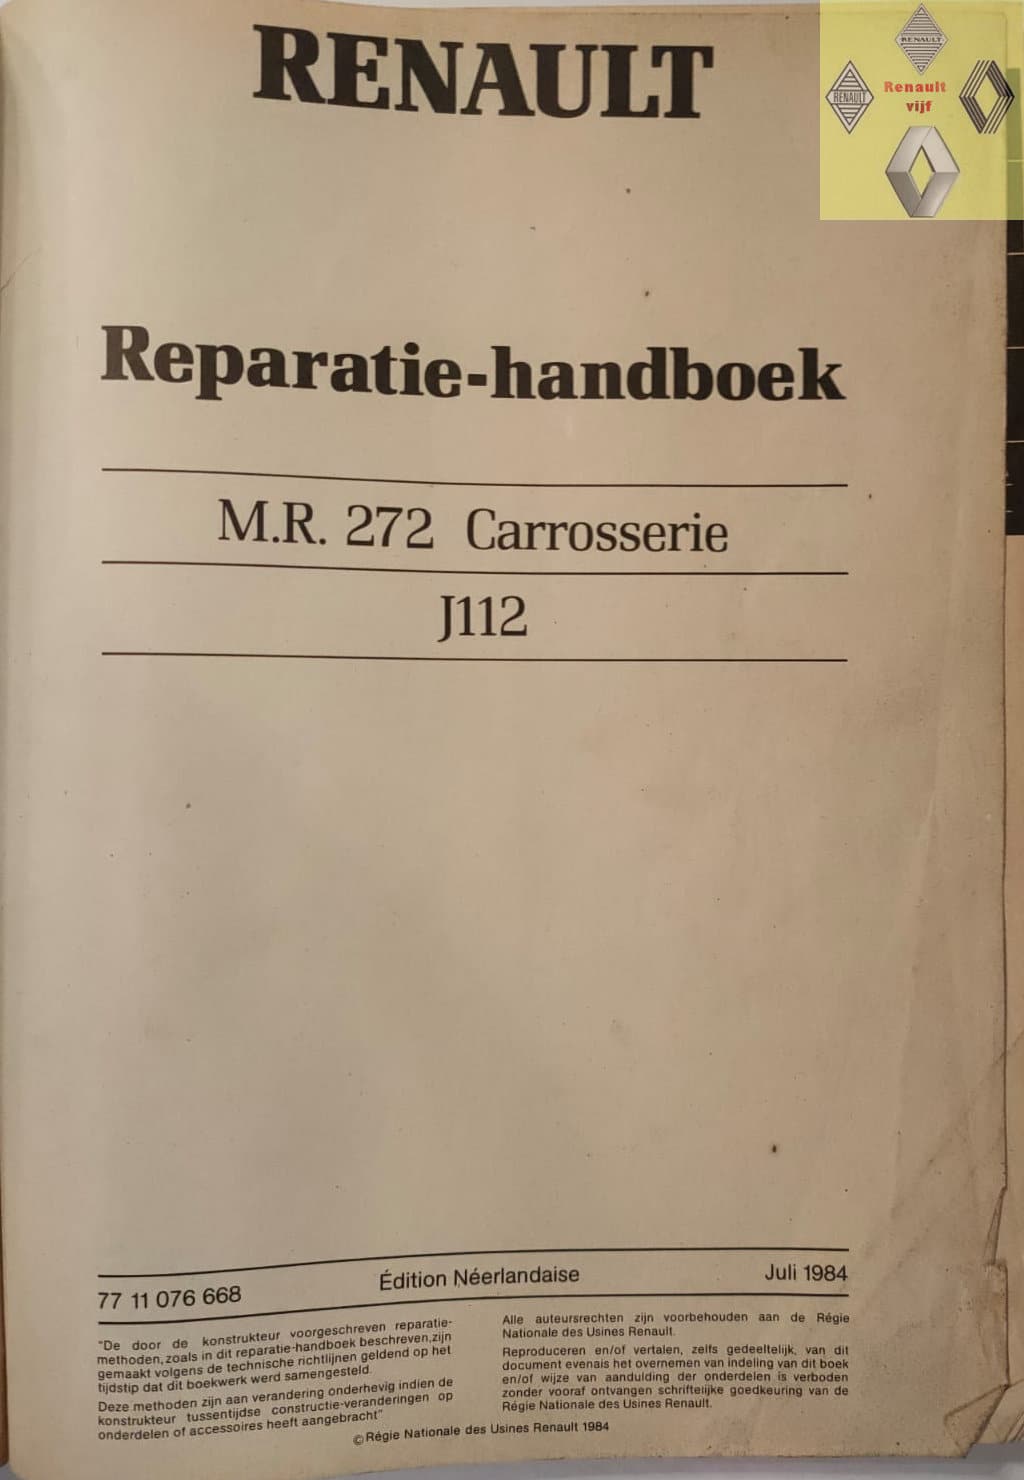 RENAULT
RENAULT
RENAULT
Renault
vijf
Reparatie-handboek
M.R. 272 Carrosserie
J112
77 11 076 668
Édition Néerlandaise
Juli 1984
"De door de konstrukteur voorgeschreven reparatie-
methoden, zoals in dit reparatie-handboek beschreven, zijn
gemaakt volgens de technische richtlijnen geldend op het
tijdstip dat dit boekwerk werd samengesteld.
Deze methoden zijn aan verandering onderhevig indien de
konstrukteur tussentijdse constructie-veranderingen op
onderdelen of accessoires heeft aangebracht"
Alle auteursrechten zijn voorbehouden aan de Régie
Nationale des Usines Renault.
Reproduceren en/of vertalen, zelfs gedeeltelijk, van dit
document evenals het overnemen van indeling van dit boek
en/of wijze van aandulding der onderdelen is verboden
zonder vooraf ontvangen schriftelijke goedkeuring van de
Régie Nationale des Usines Renault.
©Régie Nationale des Usines Renault 1984